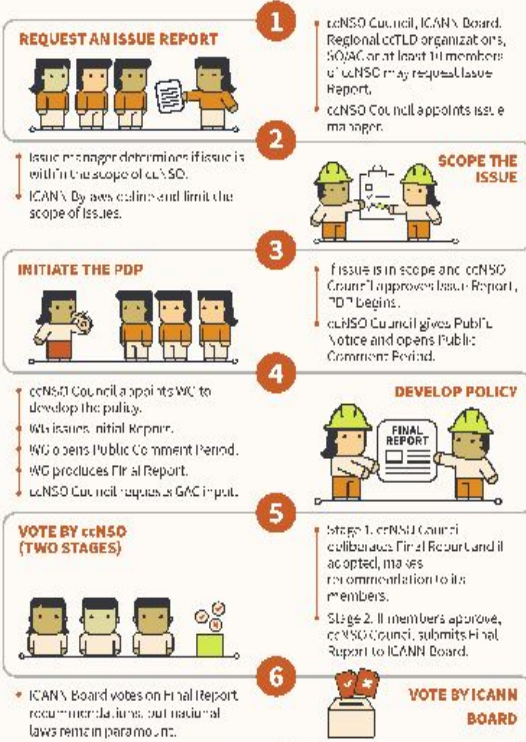 1
REQUEST AN ISSUE REPORT
ccNSO Council, ICANN Board,
Regional ccTLD organizations,
SO/AC or at least 10 members
of ccNSO may request Issue
Report.
ccNSO Council appoints issue
manager.
2
SCOPE THE
ISSUE
Issue manager determines if issue is
within the scope of ccNSO.
ICANN Bylaws define and limit the
scope of Issues.
3
INITIATE THE PDP
If issue is in scope and ccNSO
Council approves Issue Report,
PDP begins.
ccNSO Council gives Public
Notice and opens Public
Comment Period.
4
DEVELOP POLICY
ccNSO Council appoints WG to
develop the policy.
WG issues Initial Report.
WG opens Public Comment Period.
WG produces Final Report.
ccNSO Council requests GAC input.
FINAL
REPORT
5
VOTE BY ccNSO
(TWO STAGES)
Stage 1. ccNSO Council
deliberates Final Report and if
adopted, makes
recommendation to its
members.
Stage 2. If members approve,
ccNSO Council submits Final
Report to ICANN Board.
6
VOTE BY ICANN
BOARD
ICANN Board votes on Final Report
recommendations, but national
laws remain paramount.